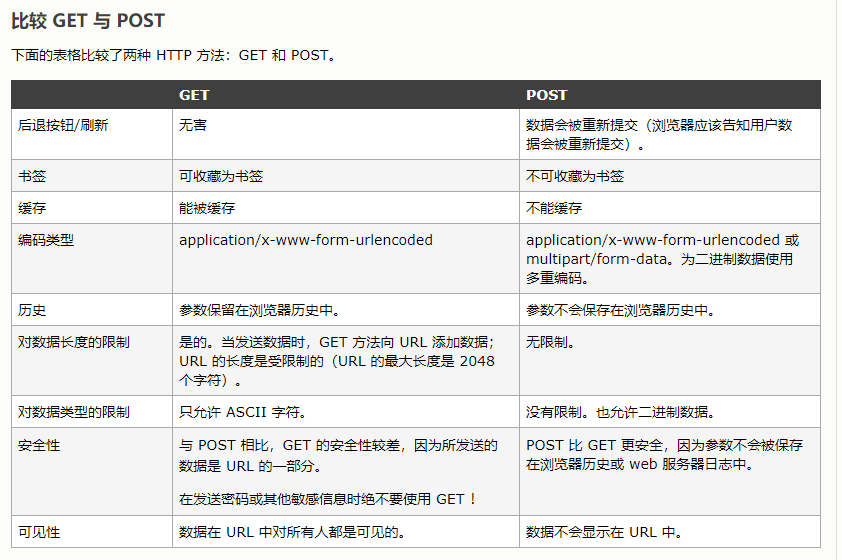 比较 GET 与 POST
下面的表格比较了两种 HTTP 方法：GET 和 POST。
GET POST
后退按钮/刷新 无害 数据会被重新提交（浏览器应该告知用户数
据会被重新提交）。
书签 可收藏为书签 不可收藏为书签
缓存 能被缓存 不能缓存
编码类型 application/x-www-form-urlencoded application/x-www-form-urlencoded 或
multipart/form-data。为二进制数据使用
多重编码。
历史 参数保留在浏览器历史中。 参数不会保存在浏览器历史中。
对数据长度的限制 是的。当发送数据时，GET 方法向 URL 添加数据； 无限制。
URL 的长度是受限制的（URL 的最大长度是 2048
个字符）。
对数据类型的限制 只允许 ASCII 字符。 没有限制。也允许二进制数据。
安全性 与 POST 相比，GET 的安全性较差，因为所发送的 POST 比 GET 更安全，因为参数不会被保存
数据是 URL 的一部分。 在浏览器历史或 web 服务器日志中。
在发送密码或其他敏感信息时绝不要使用 GET ！
可见性 数据在 URL 中对所有人都是可见的。 数据不会显示在 URL 中。